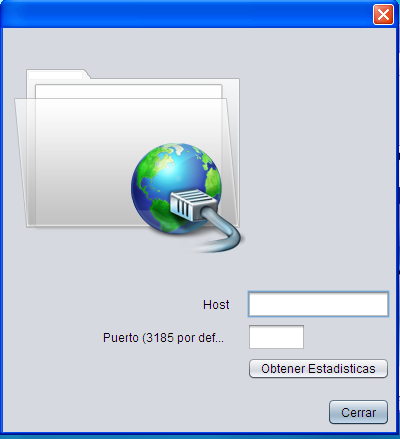 Host
Puerto (3185 por def...
Obtener Estadisticas
Cerrar